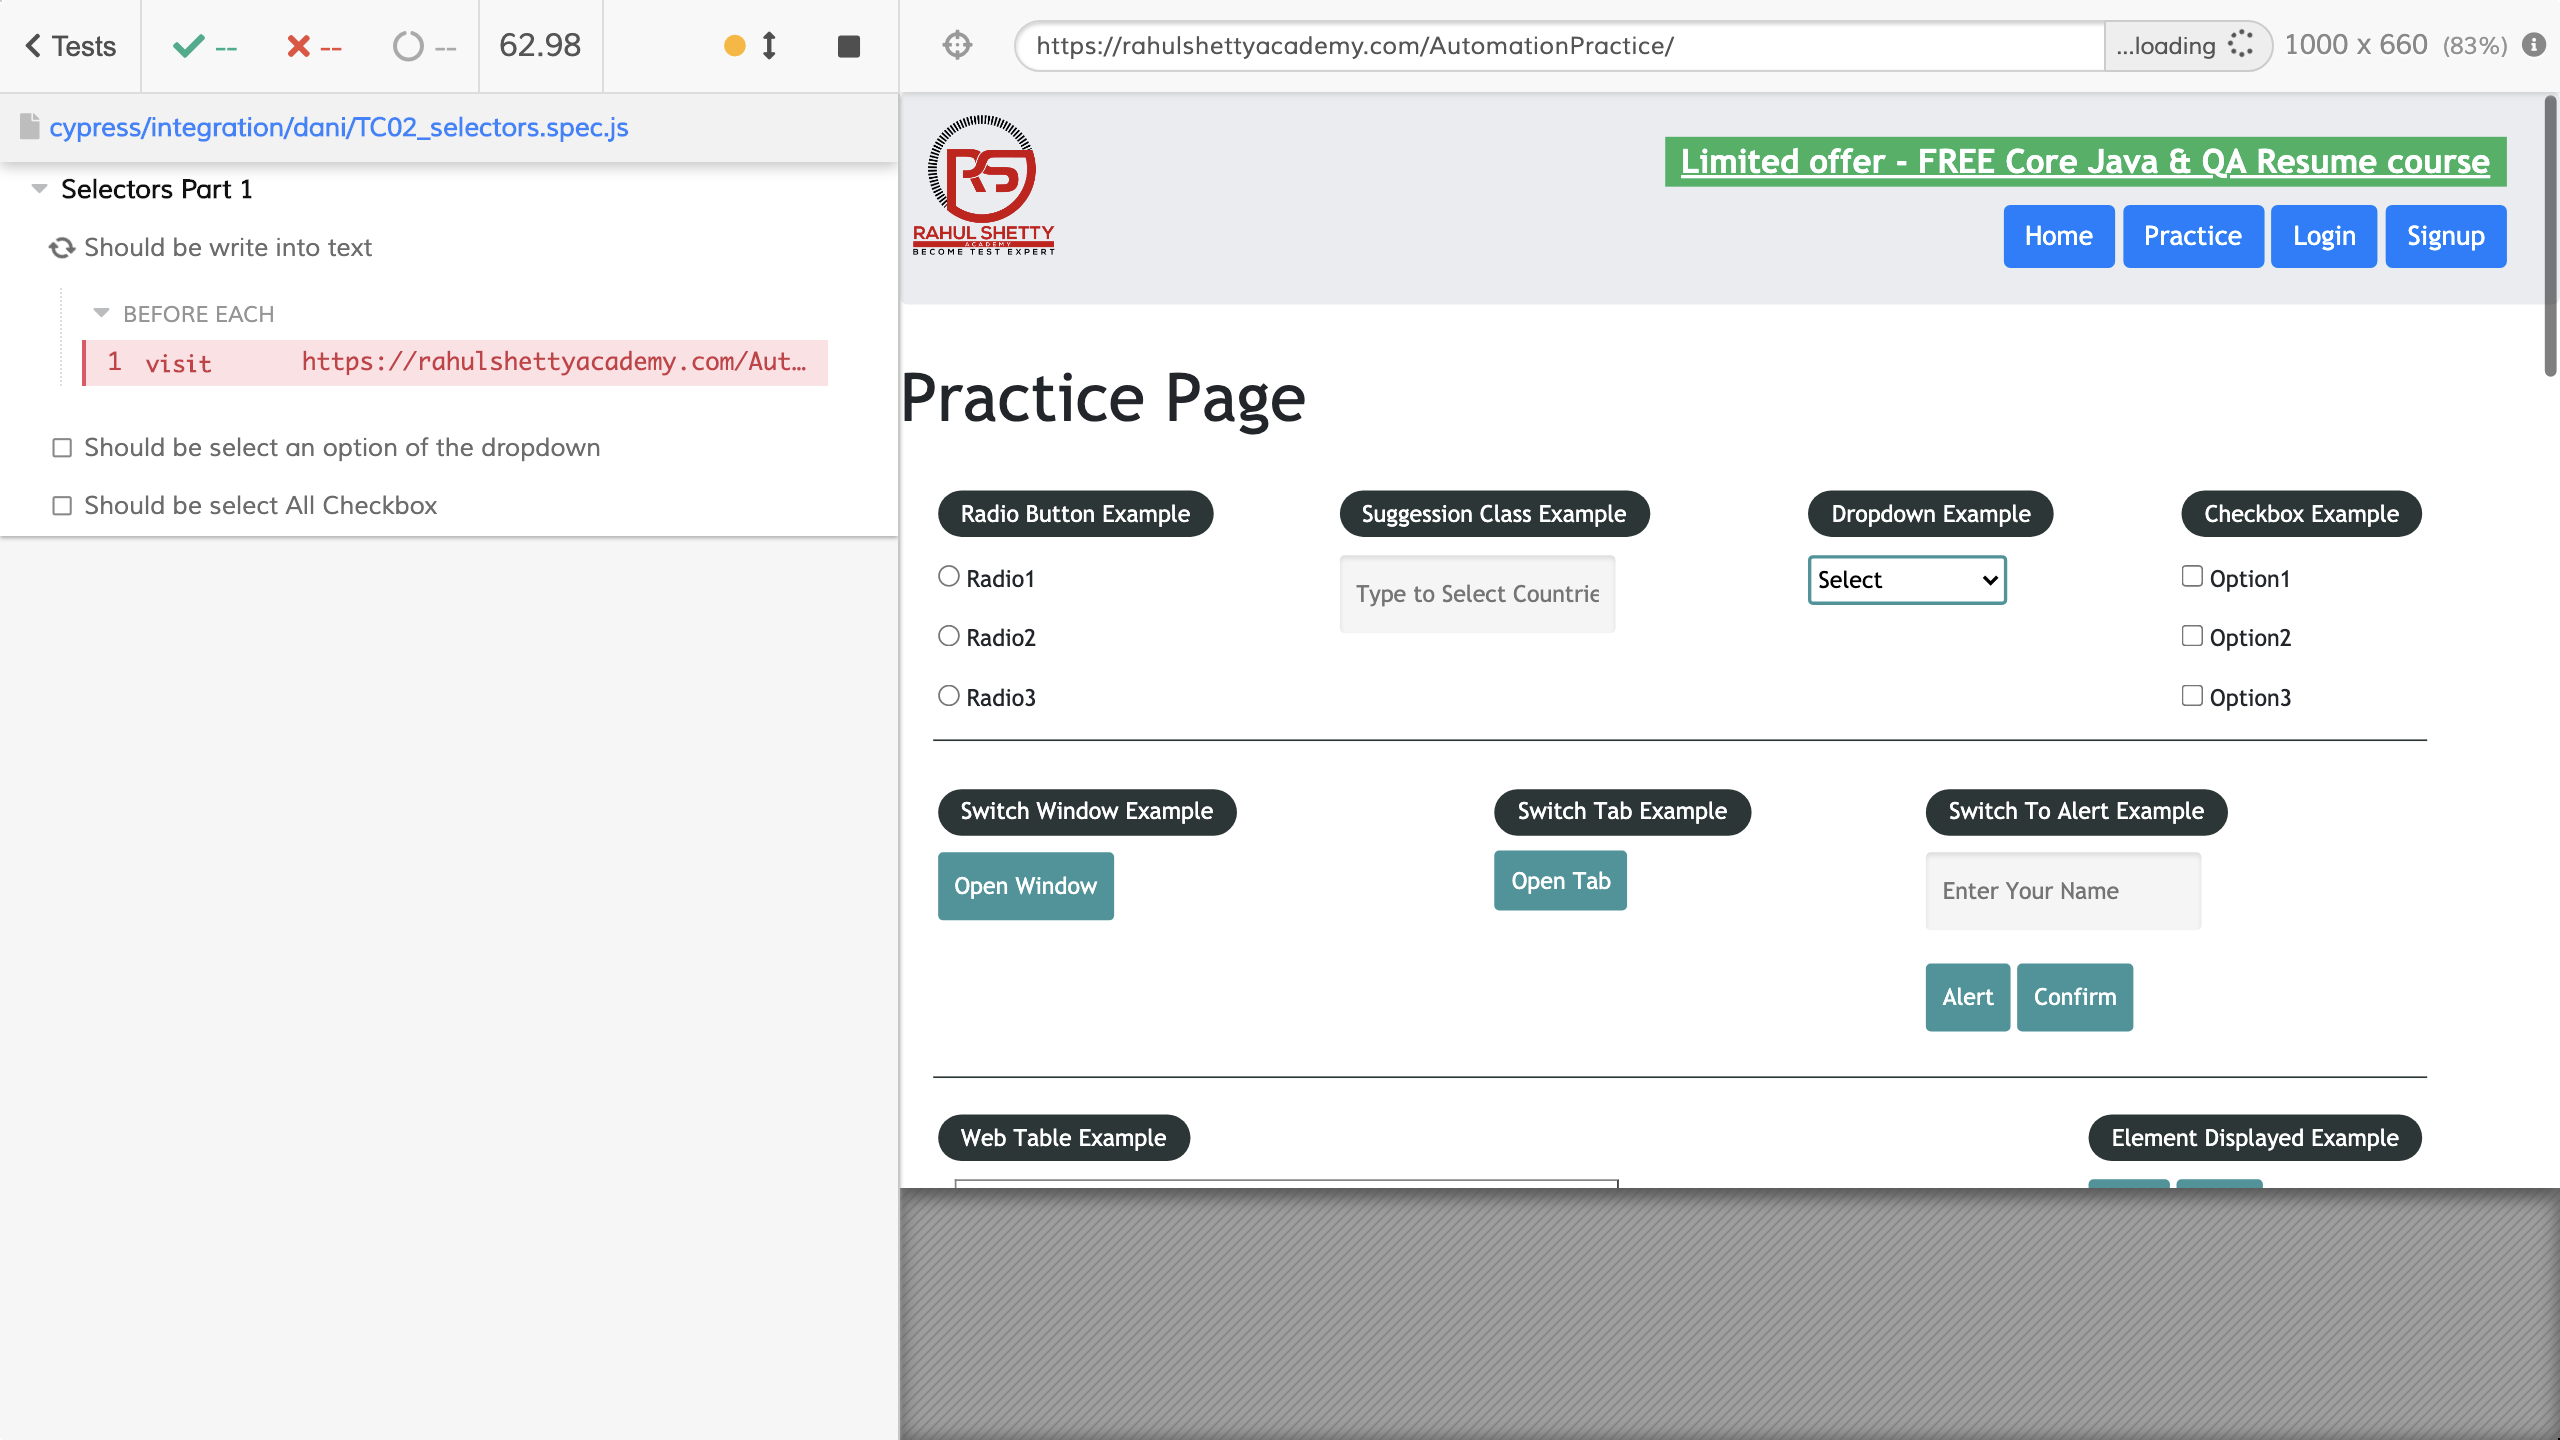 Tests
--
--
--
62.98
https://rahulshettyacademy.com/AutomationPractice/
...loading
1000 x 660 (83%)
cypress/integration/dani/TC02_selectors.spec.js
Selectors Part 1
Should be write into text
BEFORE EACH
1 visit https://rahulshettyacademy.com/Aut…
Should be select an option of the dropdown
Should be select All Checkbox
RS
RAHUL SHETTY
ACADEMY
BECOME TEST EXPERT
Limited offer - FREE Core Java & QA Resume course
Home
Practice
Login
Signup
Practice Page
Radio Button Example
Radio1
Radio2
Radio3
Suggession Class Example
Type to Select Countrie
Dropdown Example
Select
Checkbox Example
Option1
Option2
Option3
Switch Window Example
Open Window
Switch Tab Example
Open Tab
Switch To Alert Example
Enter Your Name
Alert
Confirm
Web Table Example
Element Displayed Example